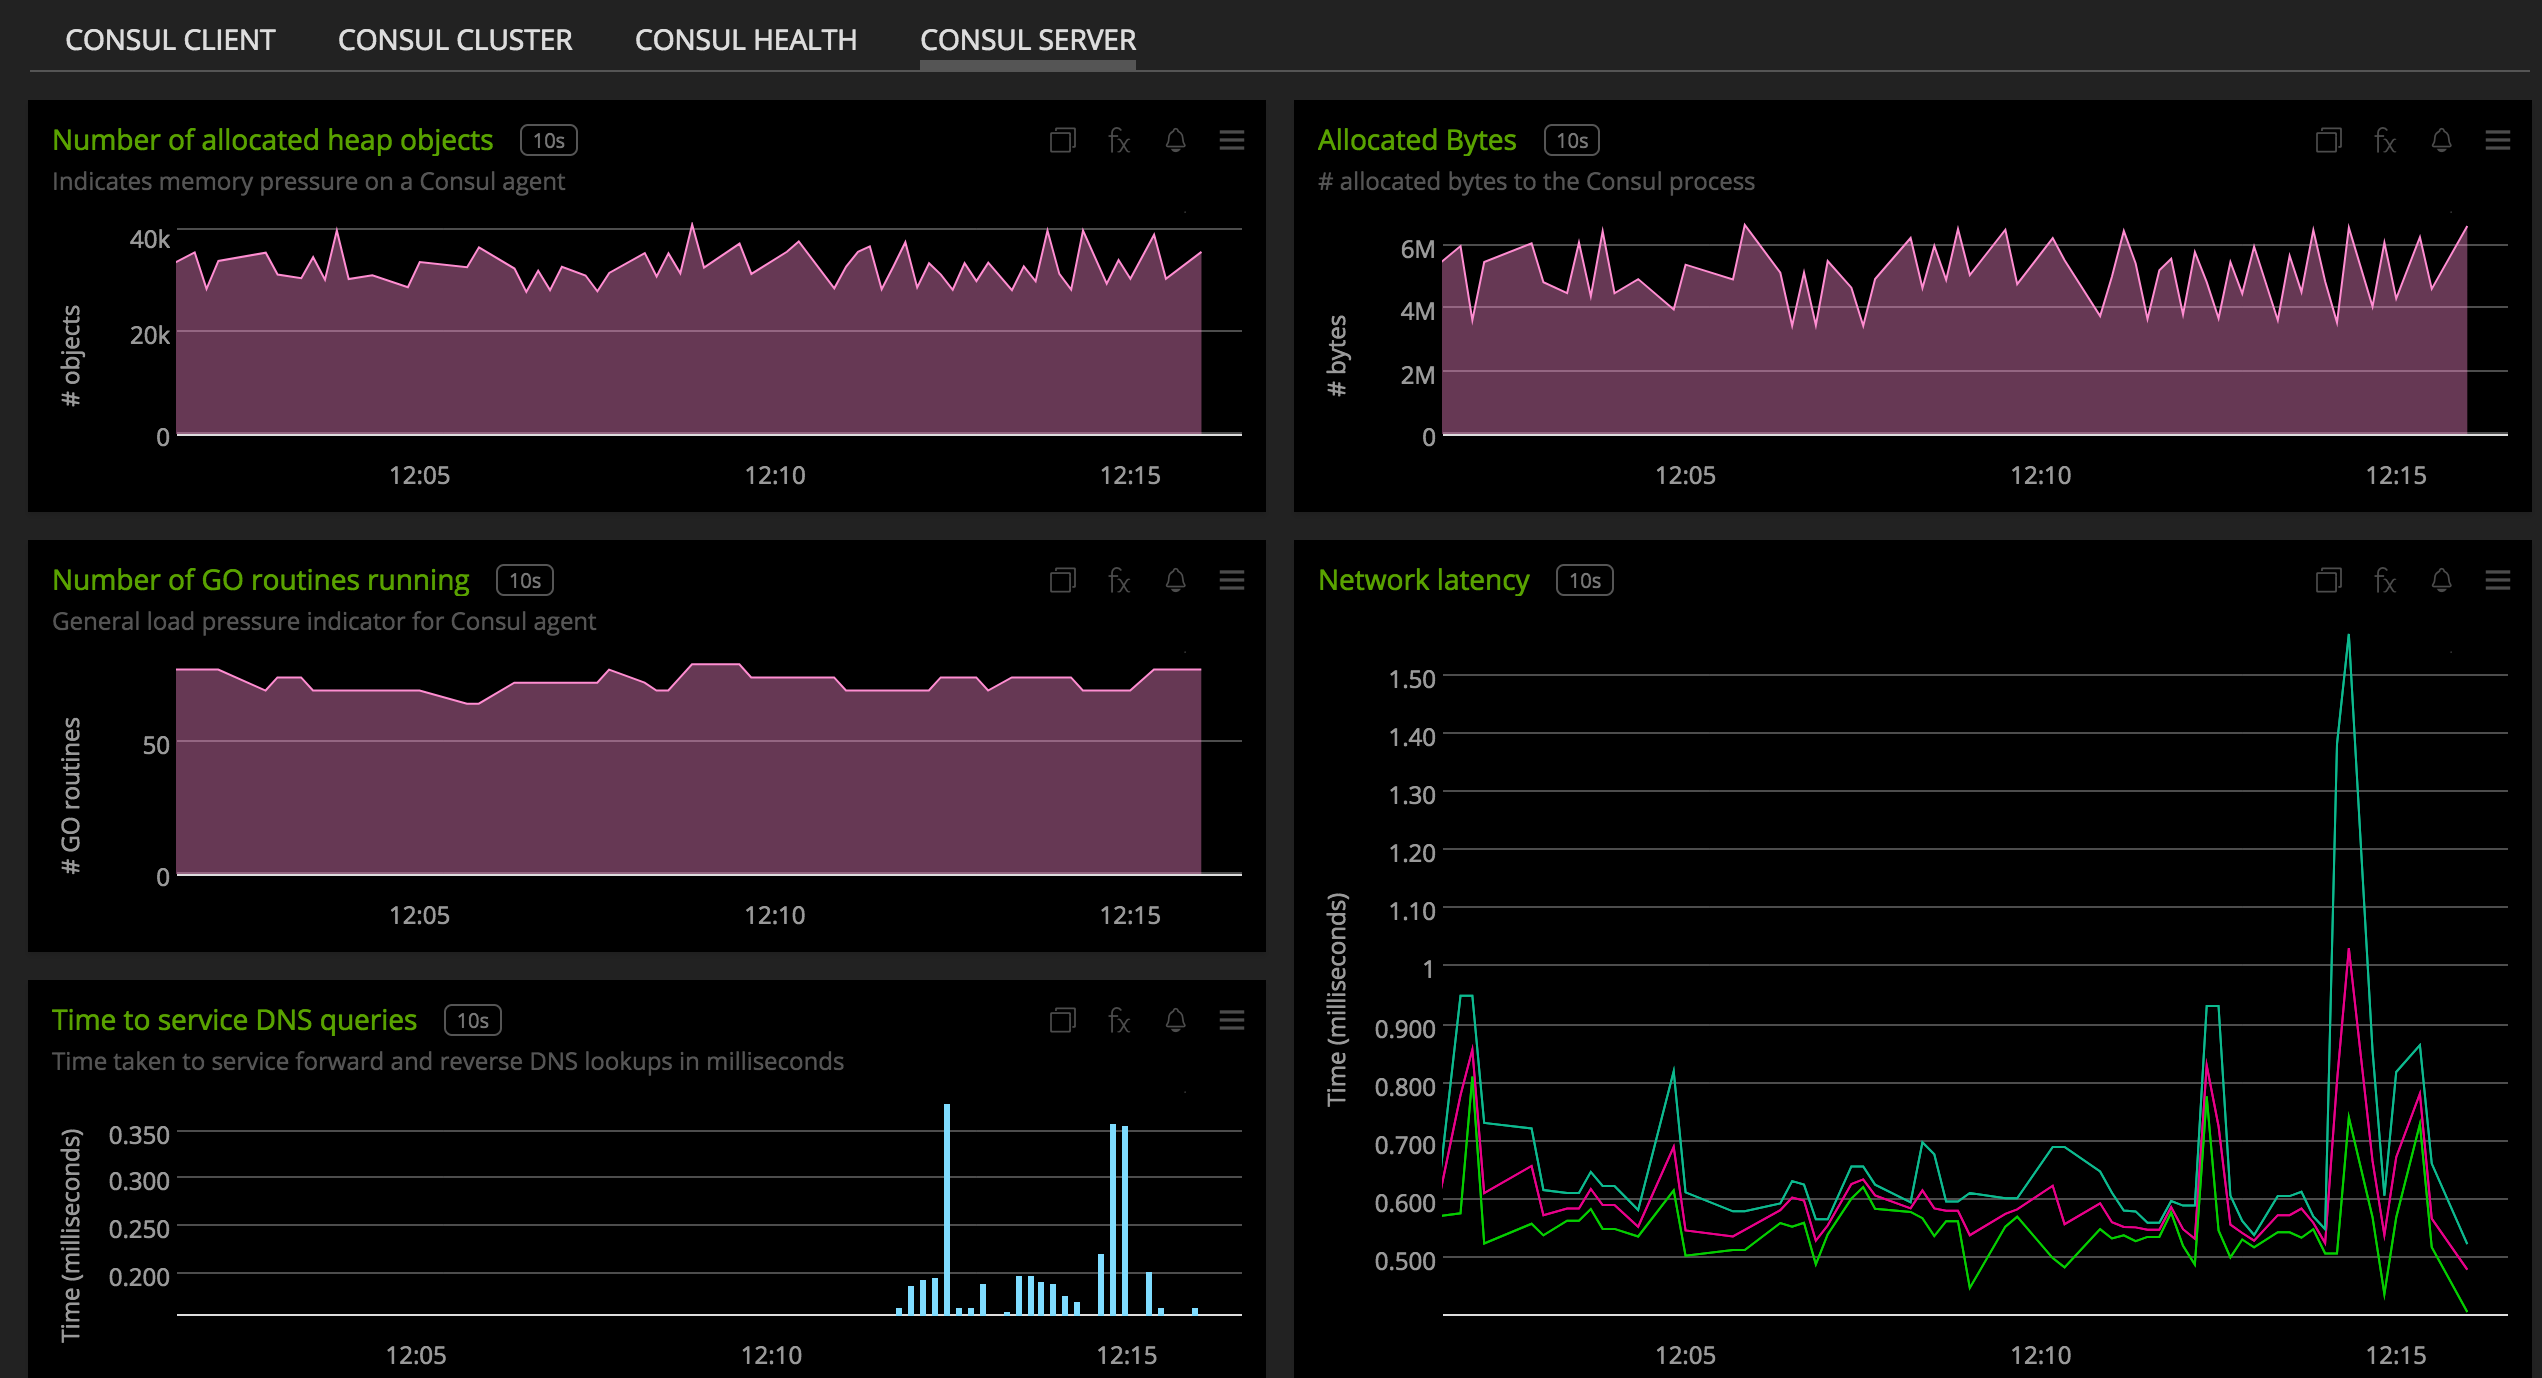 CONSUL CLIENT CONSUL CLUSTER CONSUL HEALTH CONSUL SERVER
Number of allocated heap objects 10s fx
Indicates memory pressure on a Consul agent
40k
20k
0
# objects
12:05 12:10 12:15
Allocated Bytes 10s fx
# allocated bytes to the Consul process
6M
4M
2M
0
# bytes
12:05 12:10 12:15
Number of GO routines running 10s fx
General load pressure indicator for Consul agent
50
0
# GO routines
12:05 12:10 12:15
Network latency 10s fx
1.50
1.40
1.30
1.20
1.10
1
0.900
0.800
0.700
0.600
0.500
Time (milliseconds)
12:05 12:10 12:15
Time to service DNS queries 10s fx
Time taken to service forward and reverse DNS lookups in milliseconds
0.350
0.300
0.250
0.200
Time (milliseconds)
12:05 12:10 12:15